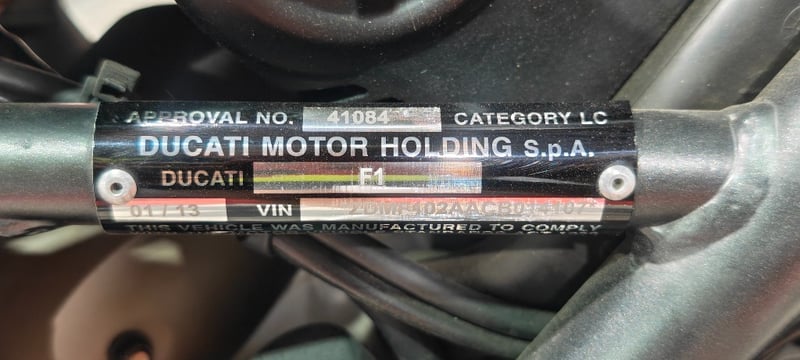 APPROVAL NO. 41084 CATEGORY LC
DUCATI MOTOR HOLDING S.p.A.
DUCATI F1
01 / 13 VIN
THIS VEHICLE WAS MANUFACTURED TO COMPLY